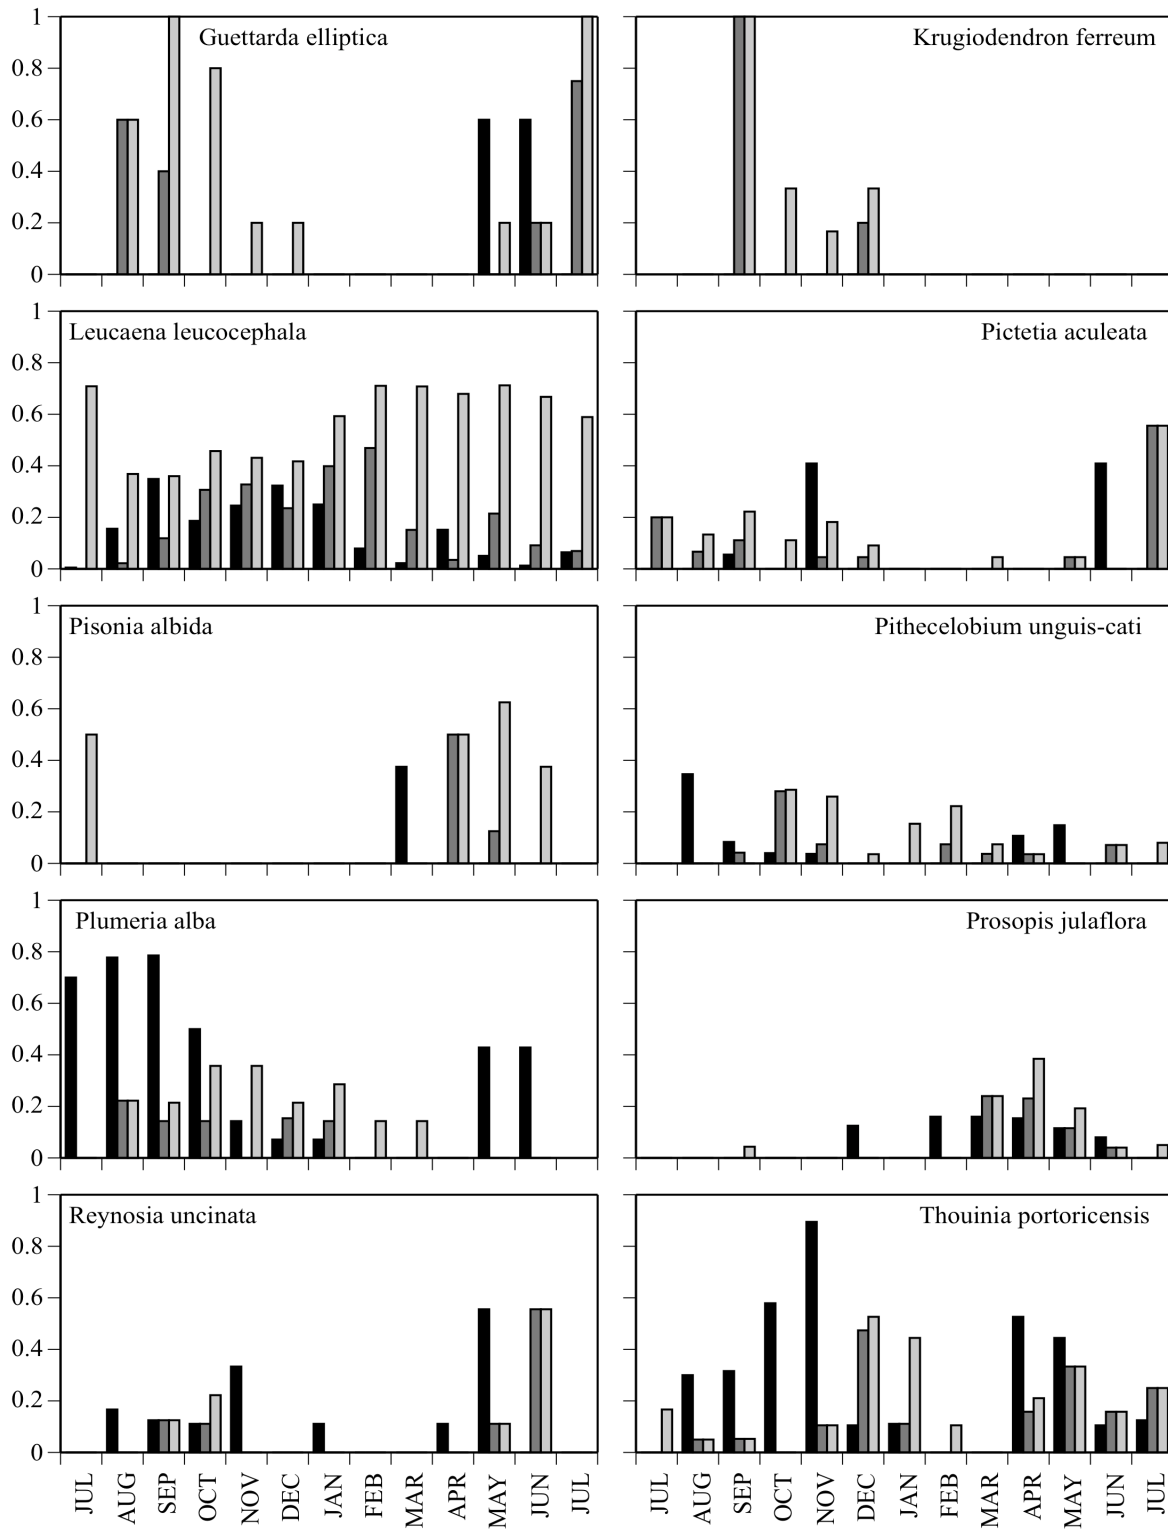 Guettarda elliptica
Krugiodendron ferreum
1
0.8
0.6
0.4
0.2
0
Leucaena leucocephala
Pictetia aculeata
1
0.8
0.6
0.4
0.2
0
Pisonia albida
Pithecelobium unguis-cati
1
0.8
0.6
0.4
0.2
0
Plumeria alba
Prosopis julaflora
1
0.8
0.6
0.4
0.2
0
Reynosia uncinata
Thouinia portoricensis
1
0.8
0.6
0.4
0.2
0
JUL AUG SEP OCT NOV DEC JAN FEB MAR APR MAY JUN JUL
JUL AUG SEP OCT NOV DEC JAN FEB MAR APR MAY JUN JUL